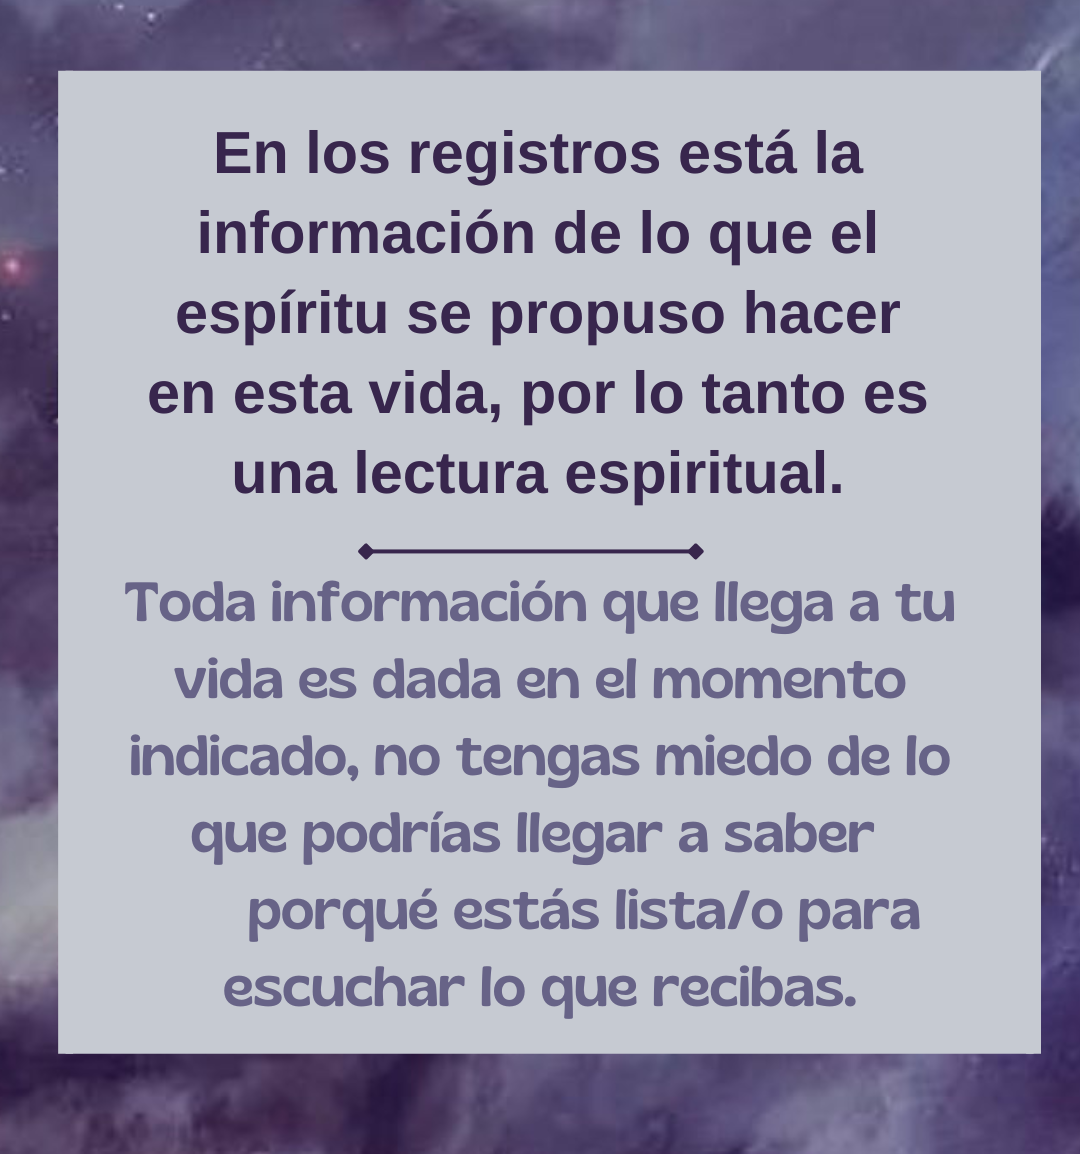 En los registros está la
información de lo que el
espíritu se propuso hacer
en esta vida, por lo tanto es
una lectura espiritual.
Toda información que llega a tu
vida es dada en el momento
indicado, no tengas miedo de lo
que podrías llegar a saber
porqué estás lista/o para
escuchar lo que recibas.